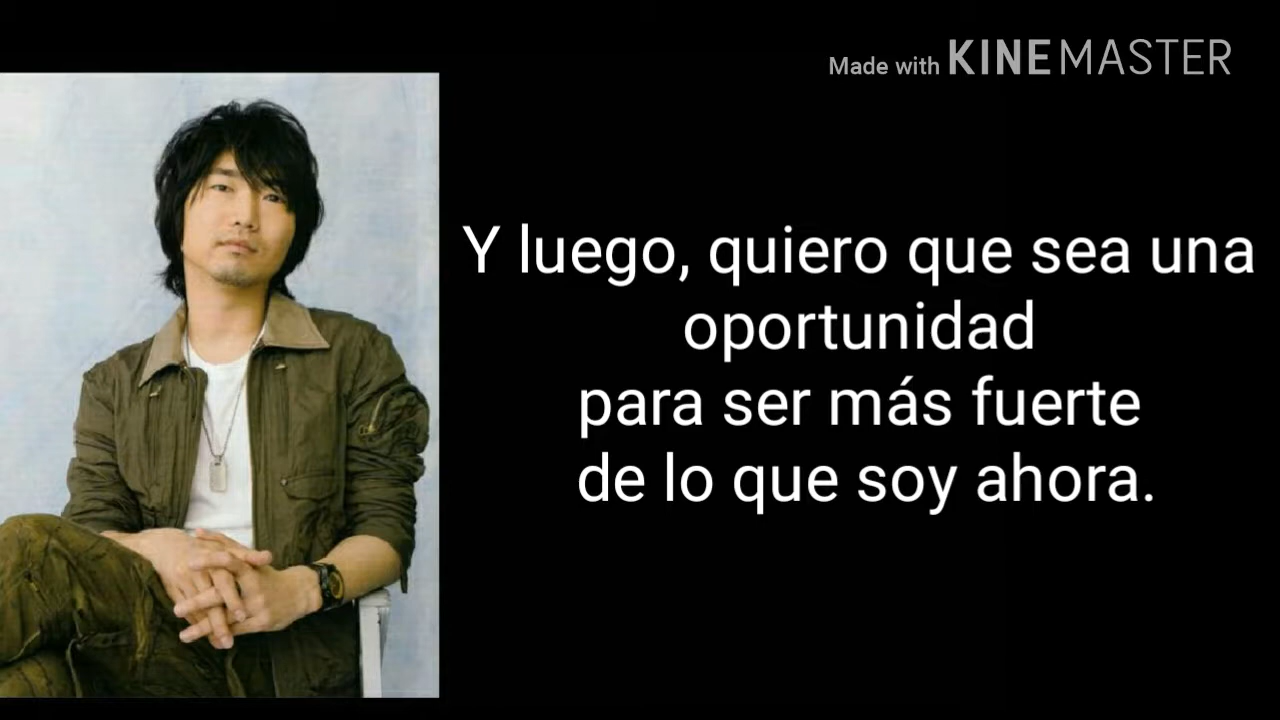 Made with KINEMASTER
Y luego, quiero que sea una
oportunidad
para ser más fuerte
de lo que soy ahora.